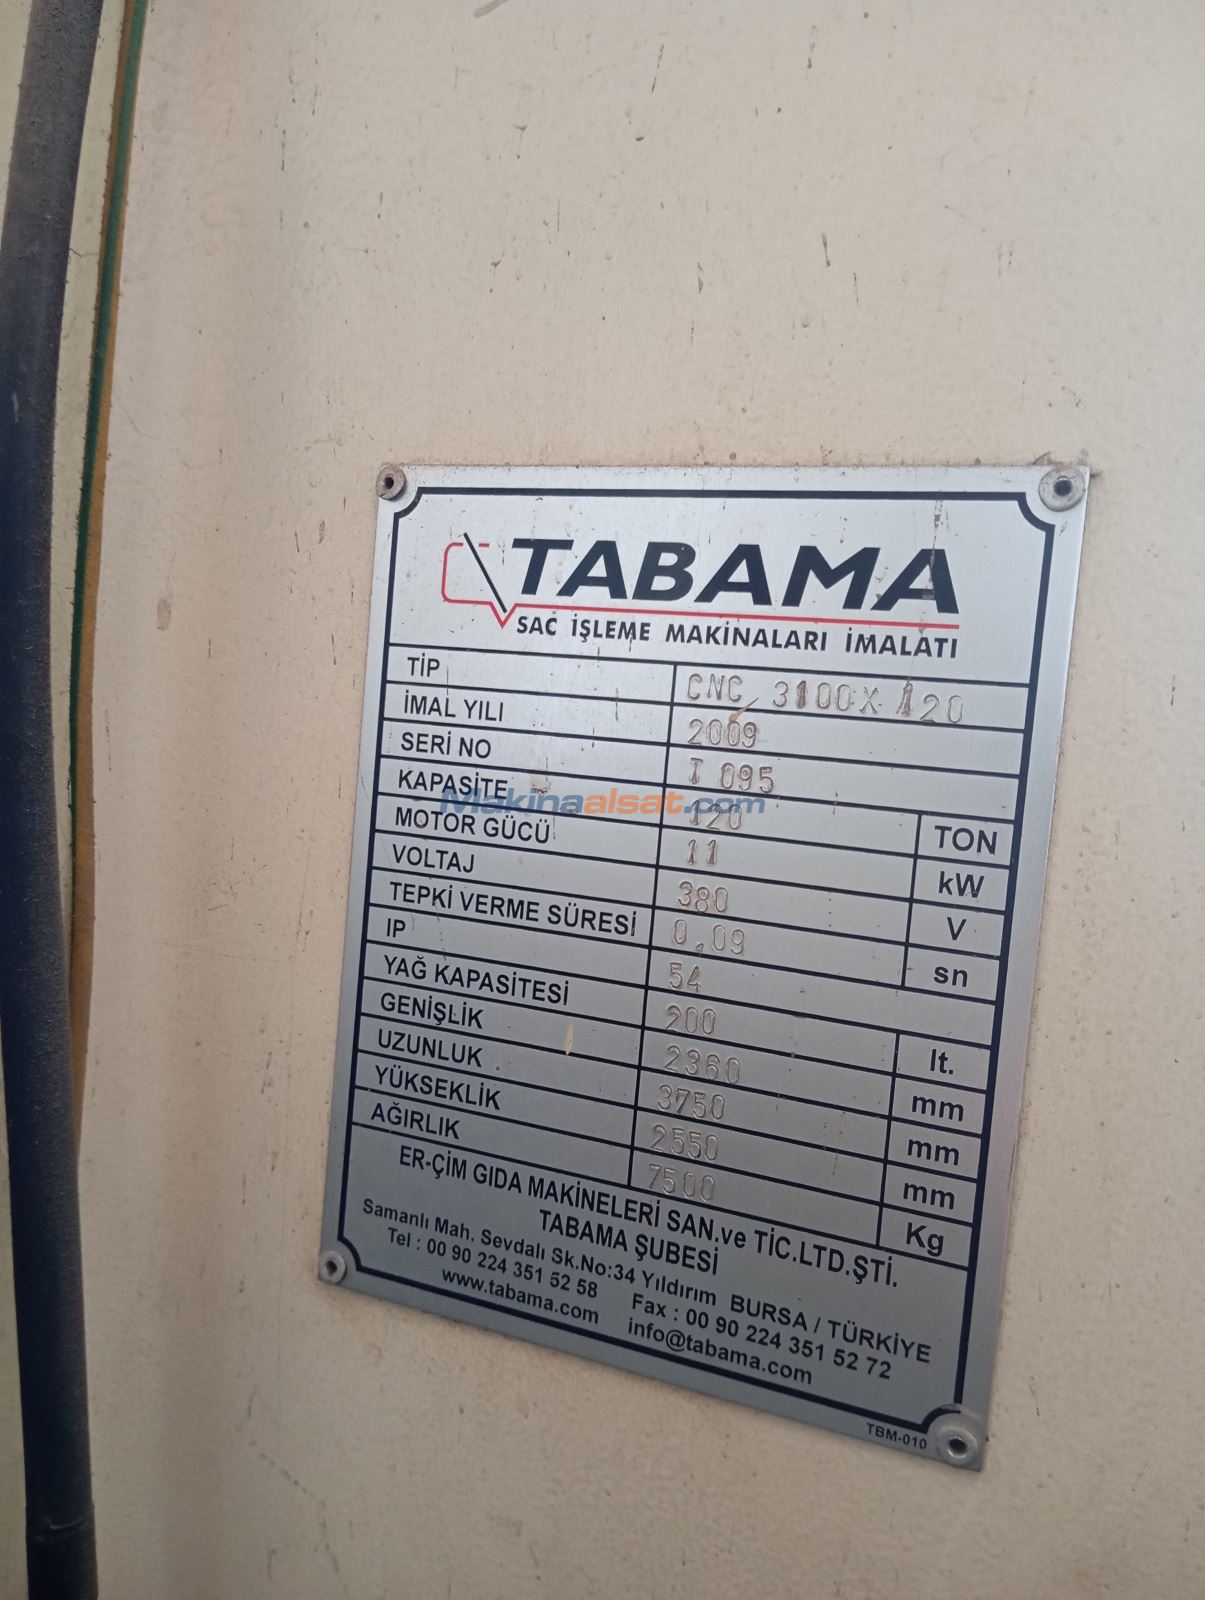 TABAMA
SAC İŞLEME MAKİNALARI İMALATI
TİP CNC 3100X 120
İMAL YILI 2009
SERİ NO T 095
KAPASİTE 120 TON
MOTOR GÜCÜ 11 kW
VOLTAJ 380 V
TEPKİ VERME SÜRESİ 0,09 sn
IP 54
YAĞ KAPASİTESİ 200 lt.
GENİŞLİK 2360 mm
UZUNLUK 3750 mm
YÜKSEKLİK 2550 mm
AĞIRLIK 7500 Kg
ER-ÇİM GIDA MAKİNELERİ SAN.ve TİC.LTD.ŞTİ.
TABAMA ŞUBESİ
Samanlı Mah. Sevdalı Sk.No:34 Yıldırım BURSA / TÜRKİYE
Tel : 00 90 224 351 52 58 Fax : 00 90 224 351 52 72
www.tabama.com info@tabama.com
TBM-010
Makinaalsat.com